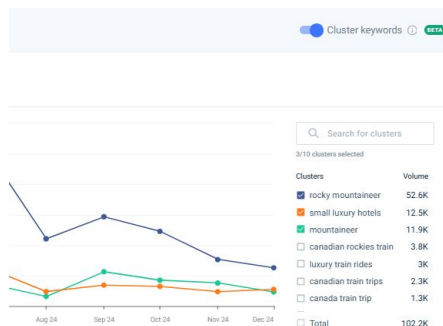 Cluster keywords BETA
Search for clusters
3/10 clusters selected
Clusters Volume
rocky mountaineer 52.6K
small luxury hotels 12.5K
mountaineer 11.9K
canadian rockies train 3.8K
luxury train rides 3K
canadian train trips 2.3K
canada train trip 1.3K
Total 102.2K
Aug 24 Sep 24 Oct 24 Nov 24 Dec 24